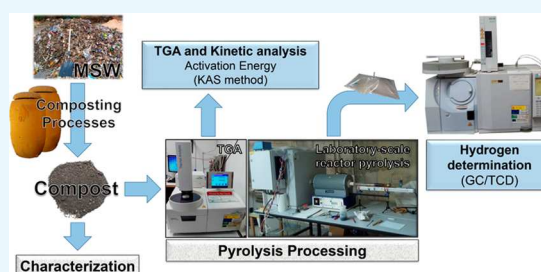 MSW
Composting
Processes
Compost
Characterization
TGA and Kinetic analysis
Activation Energy
(KAS method)
TGA
Laboratory-scale
reactor pyrolysis
Pyrolysis Processing
Hydrogen
determination
(GC/TCD)